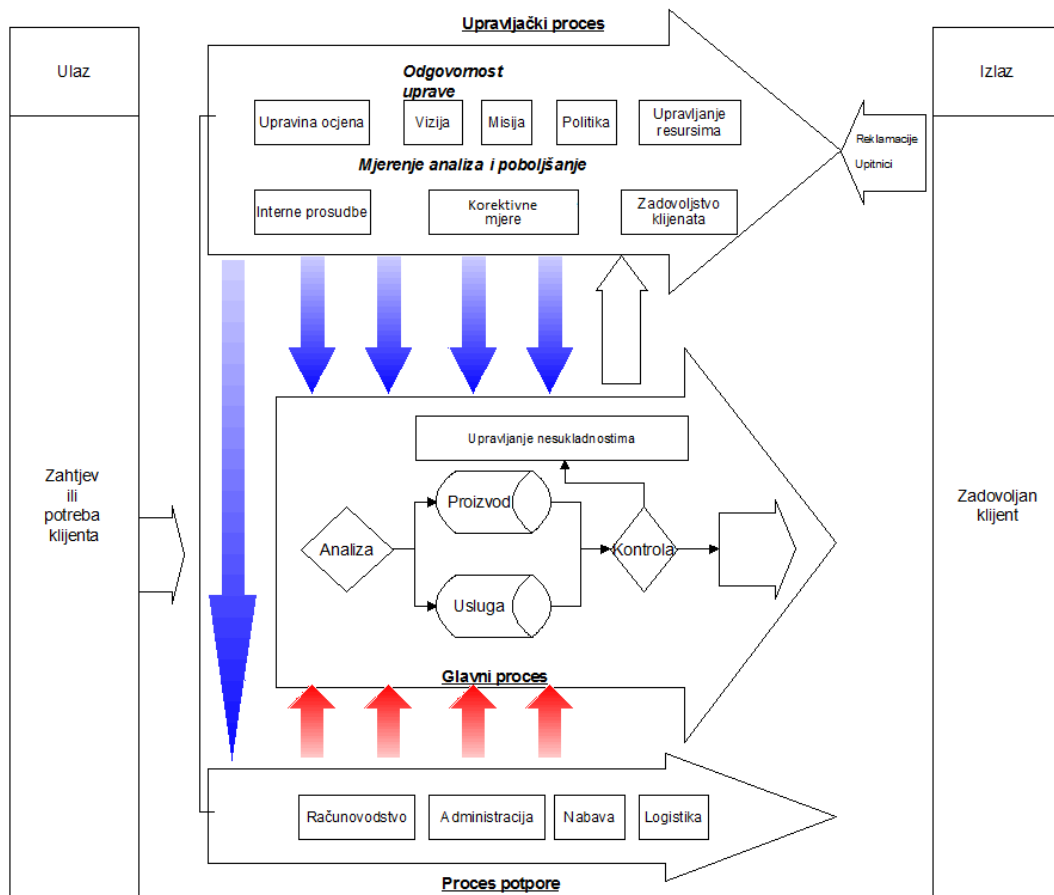 Upravljački proces
Ulaz
Izlaz
Odgovornost
uprave
Upravina ocjena
Vizija
Misija
Politika
Upravljanje
resursima
Reklamacije
Upitnici
Mjerenje analiza i poboljšanje
Interne prosudbe
Korektivne
mjere
Zadovoljstvo
klijenata
Zahtjev
ili
potreba
klijenta
Upravljanje nesukladnostima
Proizvod
Analiza
Kontrola
Usluga
Zadovoljan
klijent
Glavni proces
Računovodstvo
Administracija
Nabava
Logistika
Proces potpore